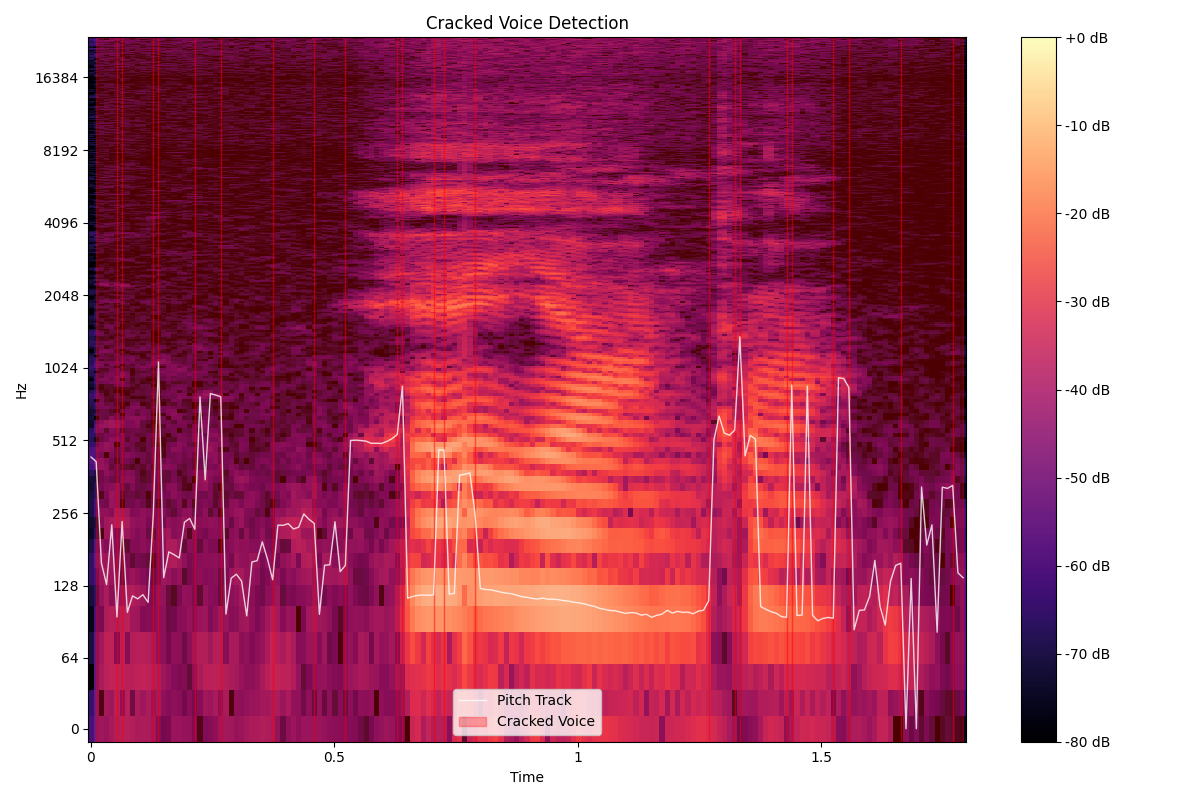 Cracked Voice Detection
Hz
16384
8192
4096
2048
1024
512
256
128
64
0
0
0.5
1
1.5
Time
Pitch Track
Cracked Voice
+0 dB
-10 dB
-20 dB
-30 dB
-40 dB
-50 dB
-60 dB
-70 dB
-80 dB